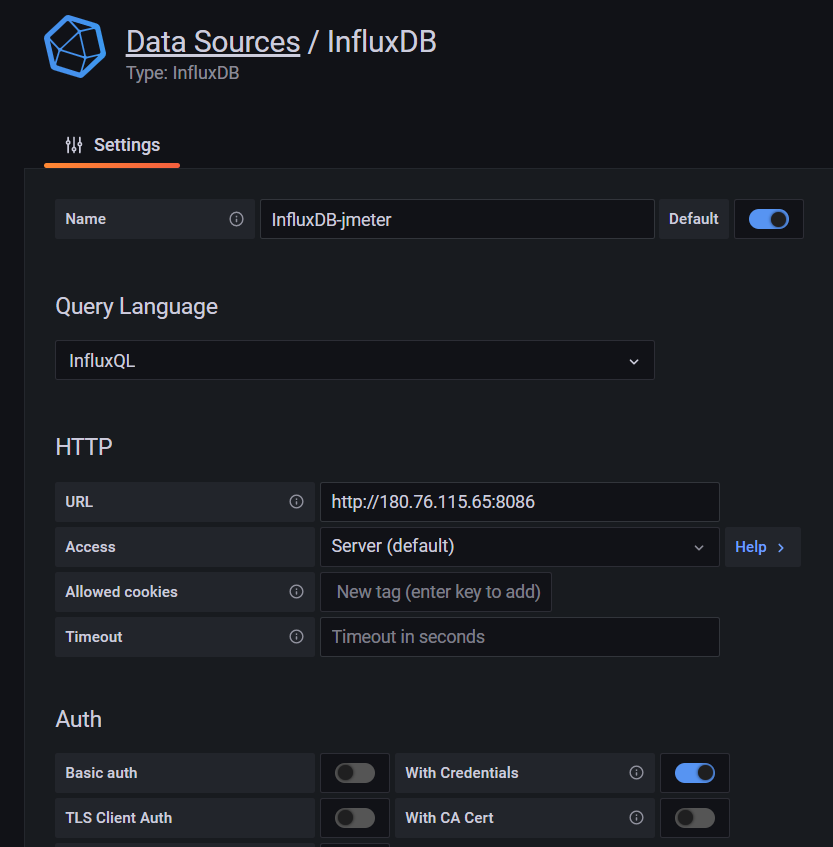 Data Sources / InfluxDB
Type: InfluxDB
Settings
Name InfluxDB-jmeter Default
Query Language
InfluxQL
HTTP
URL http://180.76.115.65:8086
Access Server (default) Help
Allowed cookies New tag (enter key to add)
Timeout Timeout in seconds
Auth
Basic auth With Credentials
TLS Client Auth With CA Cert